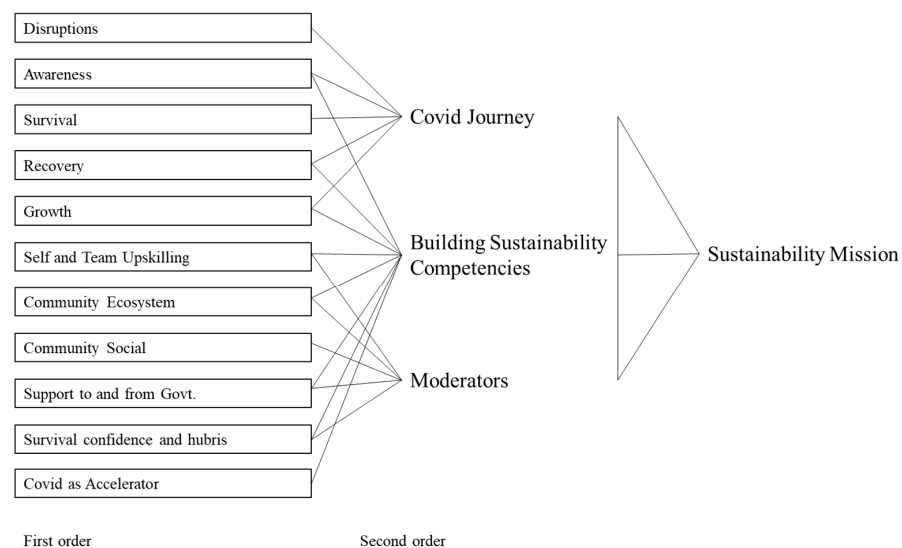 Disruptions
Awareness
Survival
Recovery
Growth
Self and Team Upskilling
Community Ecosystem
Community Social
Support to and from Govt.
Survival confidence and hubris
Covid as Accelerator
Covid Journey
Building Sustainability
Competencies
Moderators
Sustainability Mission
First order
Second order